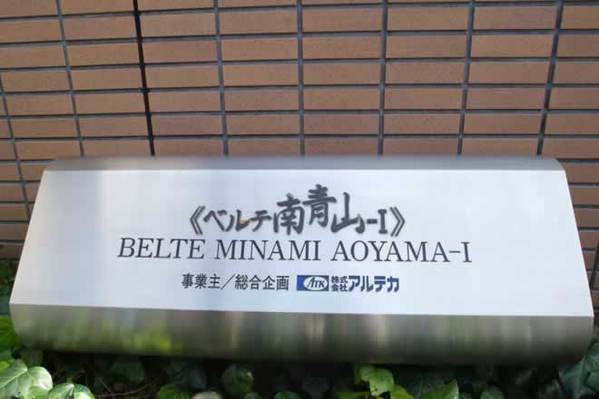 《ベルテ南青山-I》
BELTE MINAMI AOYAMA-I
事業主／総合企画 ATK 株式会社アルテカ